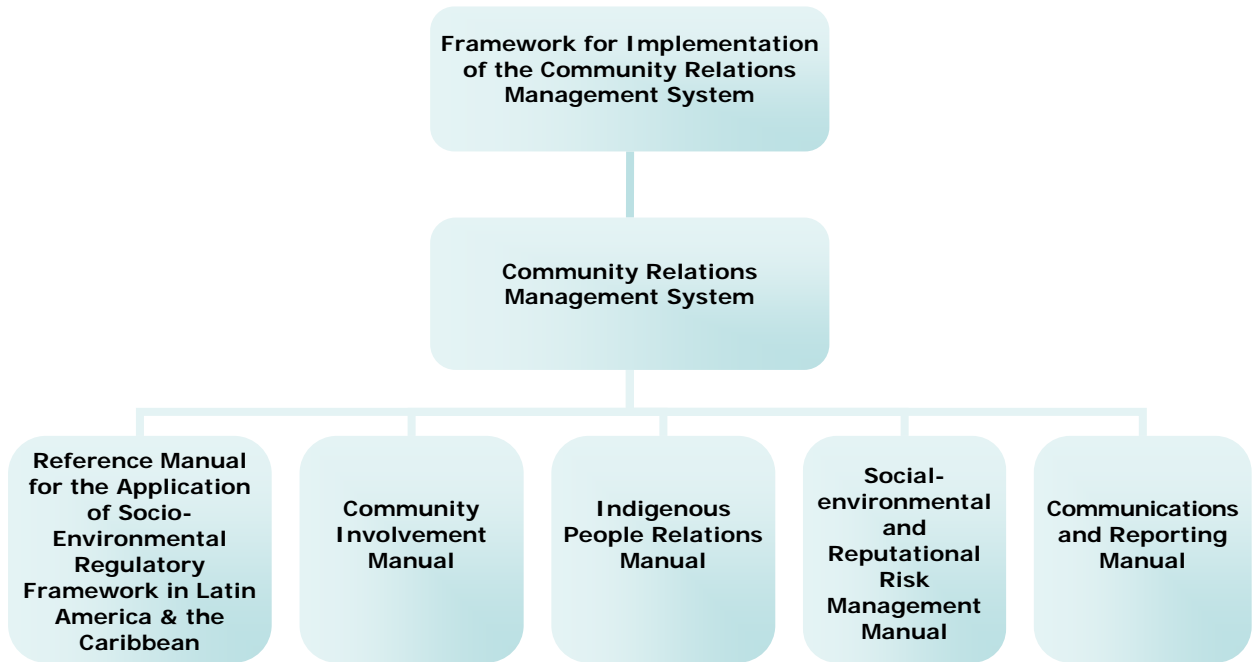 Framework for Implementation
of the Community Relations
Management System
Community Relations
Management System
Reference Manual
for the Application
of Socio-
Environmental
Regulatory
Framework in Latin
America & the
Caribbean
Community
Involvement
Manual
Indigenous
People Relations
Manual
Social-
environmental
and
Reputational
Risk
Management
Manual
Communications
and Reporting
Manual